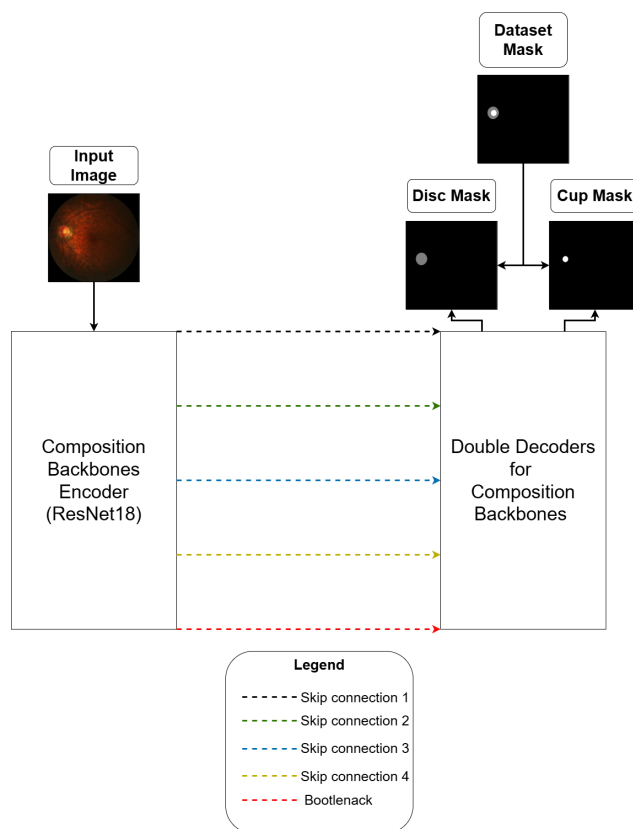 Dataset
Mask
Input
Image
Disc Mask
Cup Mask
Composition
Backbones
Encoder
(ResNet18)
Double Decoders
for
Composition
Backbones
Legend
Skip connection 1
Skip connection 2
Skip connection 3
Skip connection 4
Bootlenack